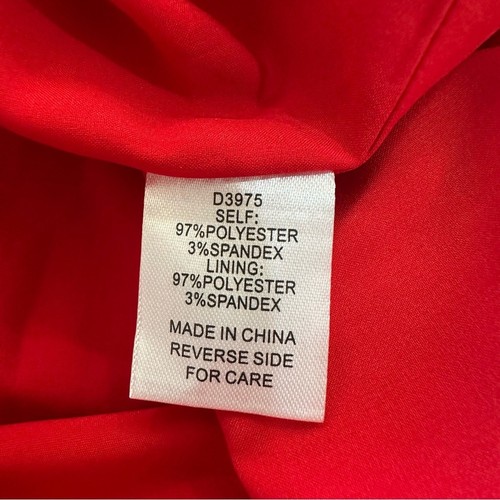 D3975
SELF:
97%POLYESTER
3%SPANDEX
LINING:
97%POLYESTER
3%SPANDEX
MADE IN CHINA
REVERSE SIDE
FOR CARE